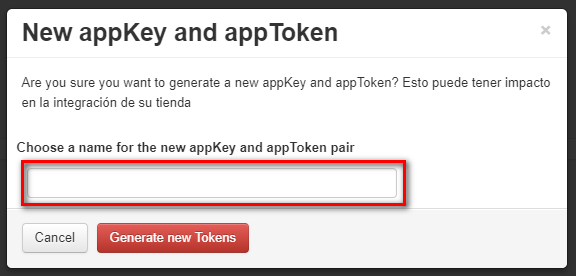 New appKey and appToken
×
Are you sure you want to generate a new appKey and appToken? Esto puede tener impacto
en la integración de su tienda
Choose a name for the new appKey and appToken pair
Cancel
Generate new Tokens